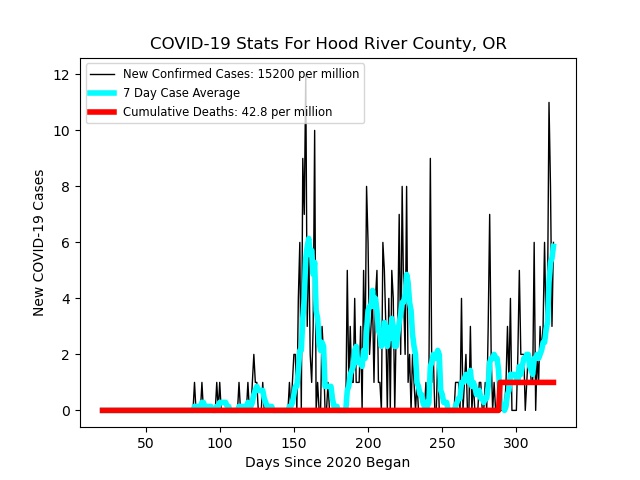 COVID-19 Stats For Hood River County, OR
New Confirmed Cases: 15200 per million
7 Day Case Average
Cumulative Deaths: 42.8 per million
New COVID-19 Cases
12
10
8
6
4
2
0
50 100 150 200 250 300
Days Since 2020 Began